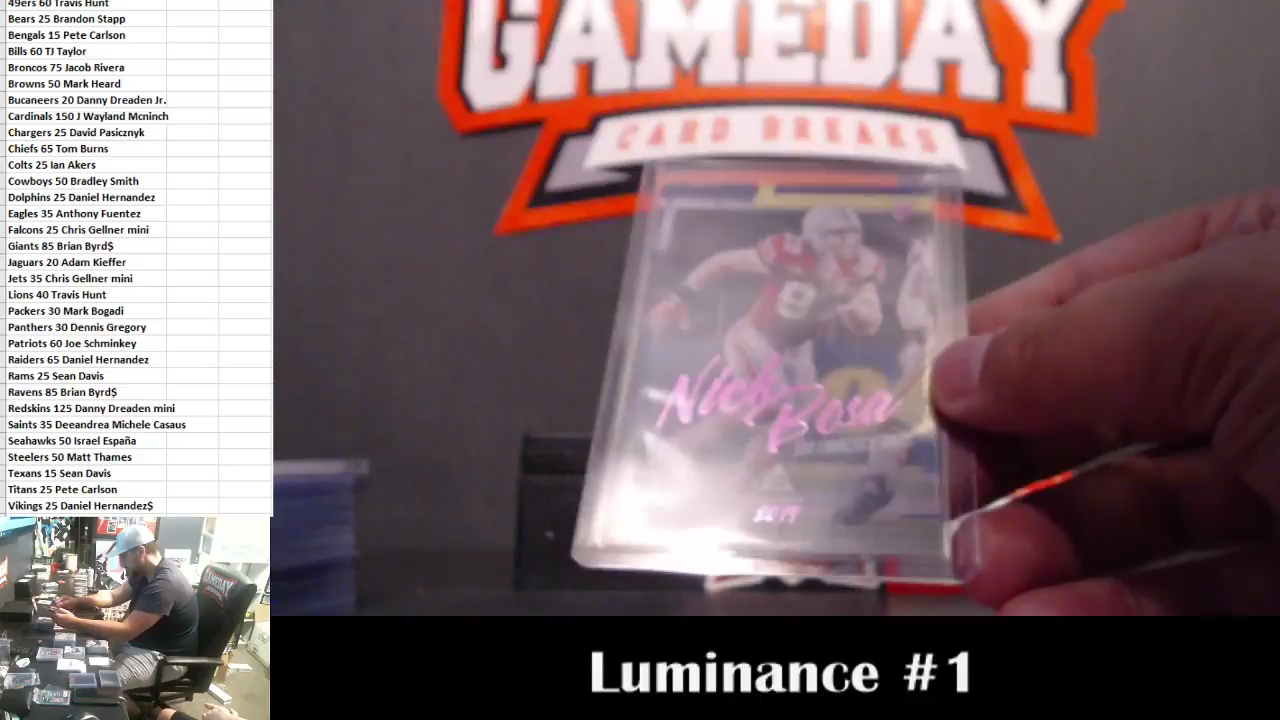 49ers 60 Travis Hunt
Bears 25 Brandon Stapp
Bengals 15 Pete Carlson
Bills 60 TJ Taylor
Broncos 75 Jacob Rivera
Browns 50 Mark Heard
Bucaneers 20 Danny Dreaden Jr.
Cardinals 150 J Wayland Mcninch
Chargers 25 David Pasicznyk
Chiefs 65 Tom Burns
Colts 25 Ian Akers
Cowboys 50 Bradley Smith
Dolphins 25 Daniel Hernandez
Eagles 35 Anthony Fuentez
Falcons 25 Chris Gellner mini
Giants 85 Brian Byrd$
Jaguars 20 Adam Kieffer
Jets 35 Chris Gellner mini
Lions 40 Travis Hunt
Packers 30 Mark Bogadi
Panthers 30 Dennis Gregory
Patriots 60 Joe Schminkey
Raiders 65 Daniel Hernandez
Rams 25 Sean Davis
Ravens 85 Brian Byrd$
Redskins 125 Danny Dreaden mini
Saints 35 Deeandrea Michele Casaus
Seahawks 50 Israel España
Steelers 50 Matt Thames
Texans 15 Sean Davis
Titans 25 Pete Carlson
Vikings 25 Daniel Hernandez$
GAMEDAY
CARD BREAKS
Nick
Bosa
2019
GAMEDAY
Luminance #1